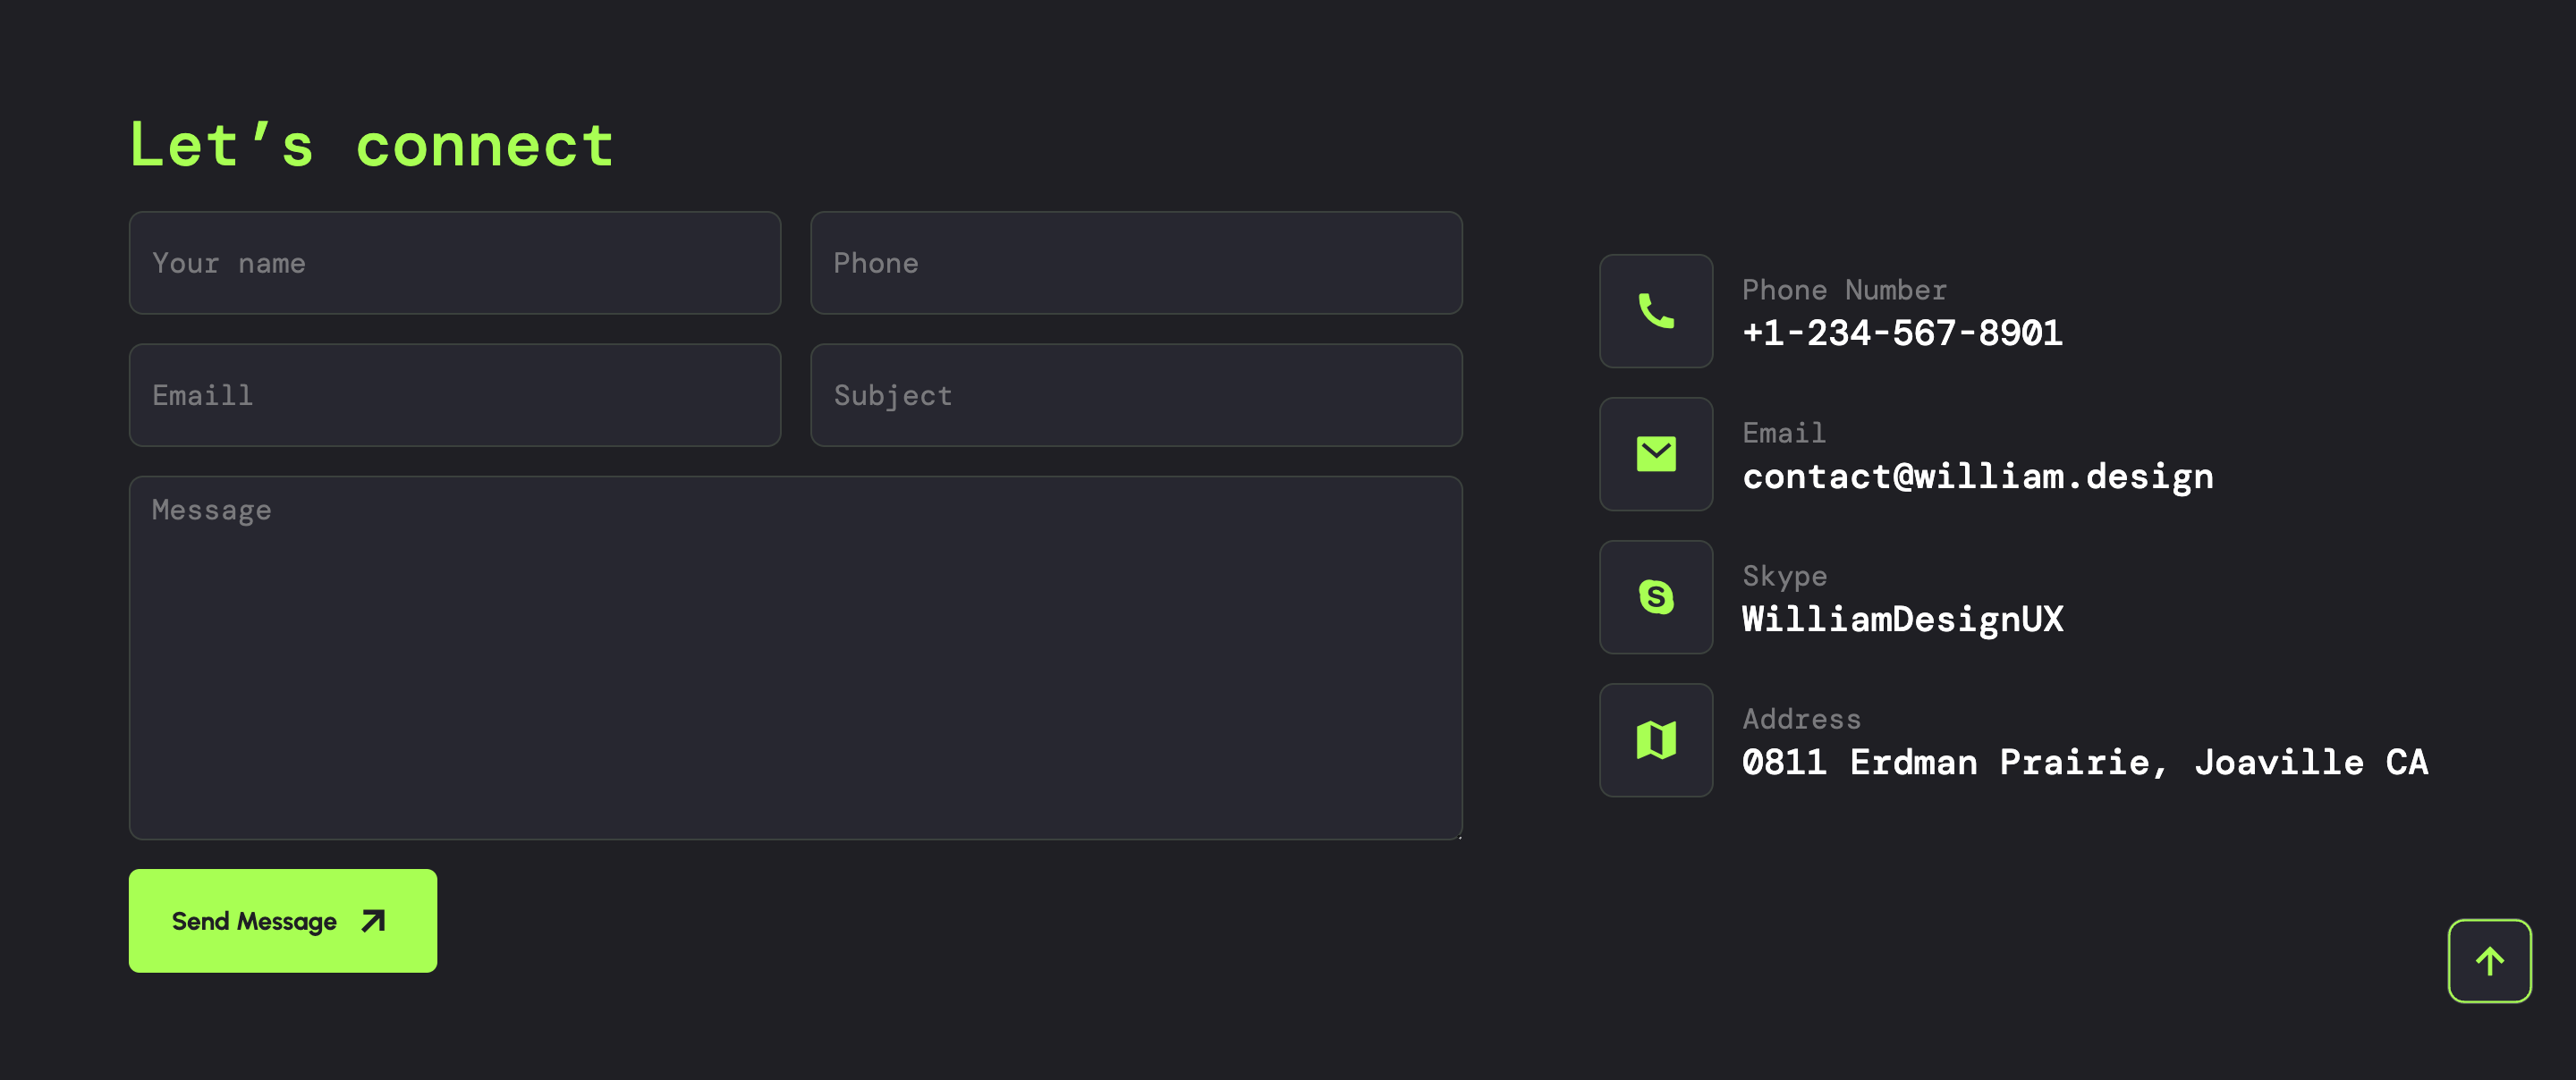 Let’s connect
Your name
Phone
Emaill
Subject
Message
Send Message
Phone Number
+1-234-567-8901
Email
contact@william.design
Skype
WilliamDesignUX
Address
0811 Erdman Prairie, Joaville CA